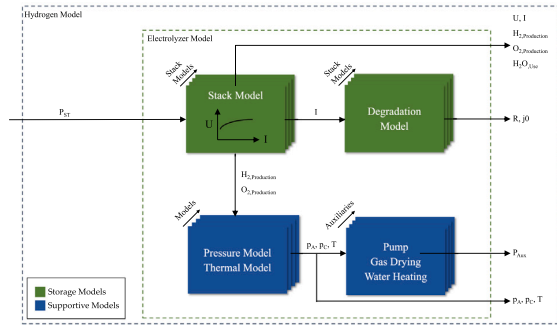 Hydrogen Model
Electrolyzer Model
U, I
H2,Production
O2,Production
H2O,Use
Stack
Models
Stack Model
U
I
PST
I
Stack
Models
Degradation
Model
R, j0
H2,Production
O2,Production
Models
Pressure Model
Thermal Model
pA, pC, T
Auxiliaries
Pump
Gas Drying
Water Heating
PAux
pA, pC, T
Storage Models
Supportive Models